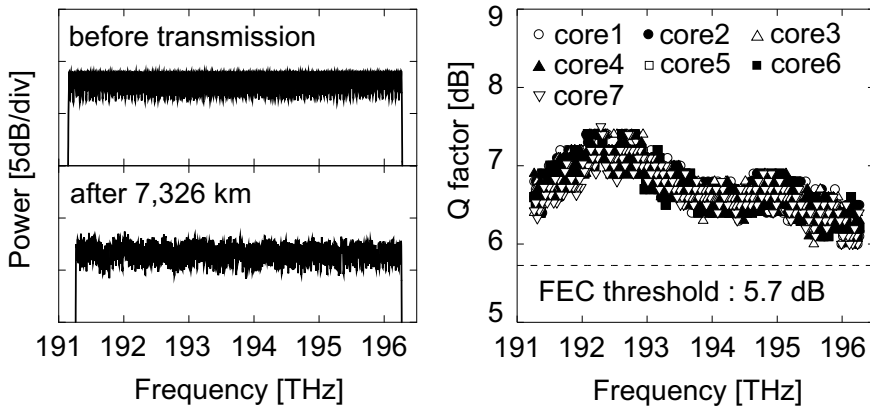 before transmission
after 7,326 km
Power [5dB/div]
191 192 193 194 195 196
Frequency [THz]
9
8
7
6
5
Q factor [dB]
core1 core2 core3
core4 core5 core6
core7
FEC threshold : 5.7 dB
191 192 193 194 195 196
Frequency [THz]